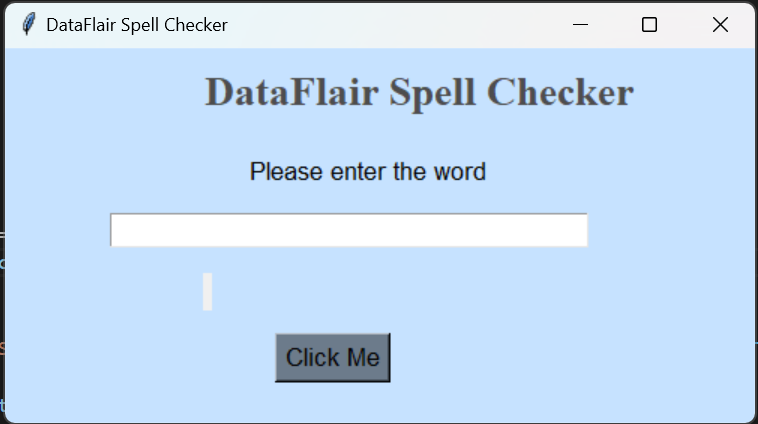 DataFlair Spell Checker
DataFlair Spell Checker
Please enter the word
Click Me